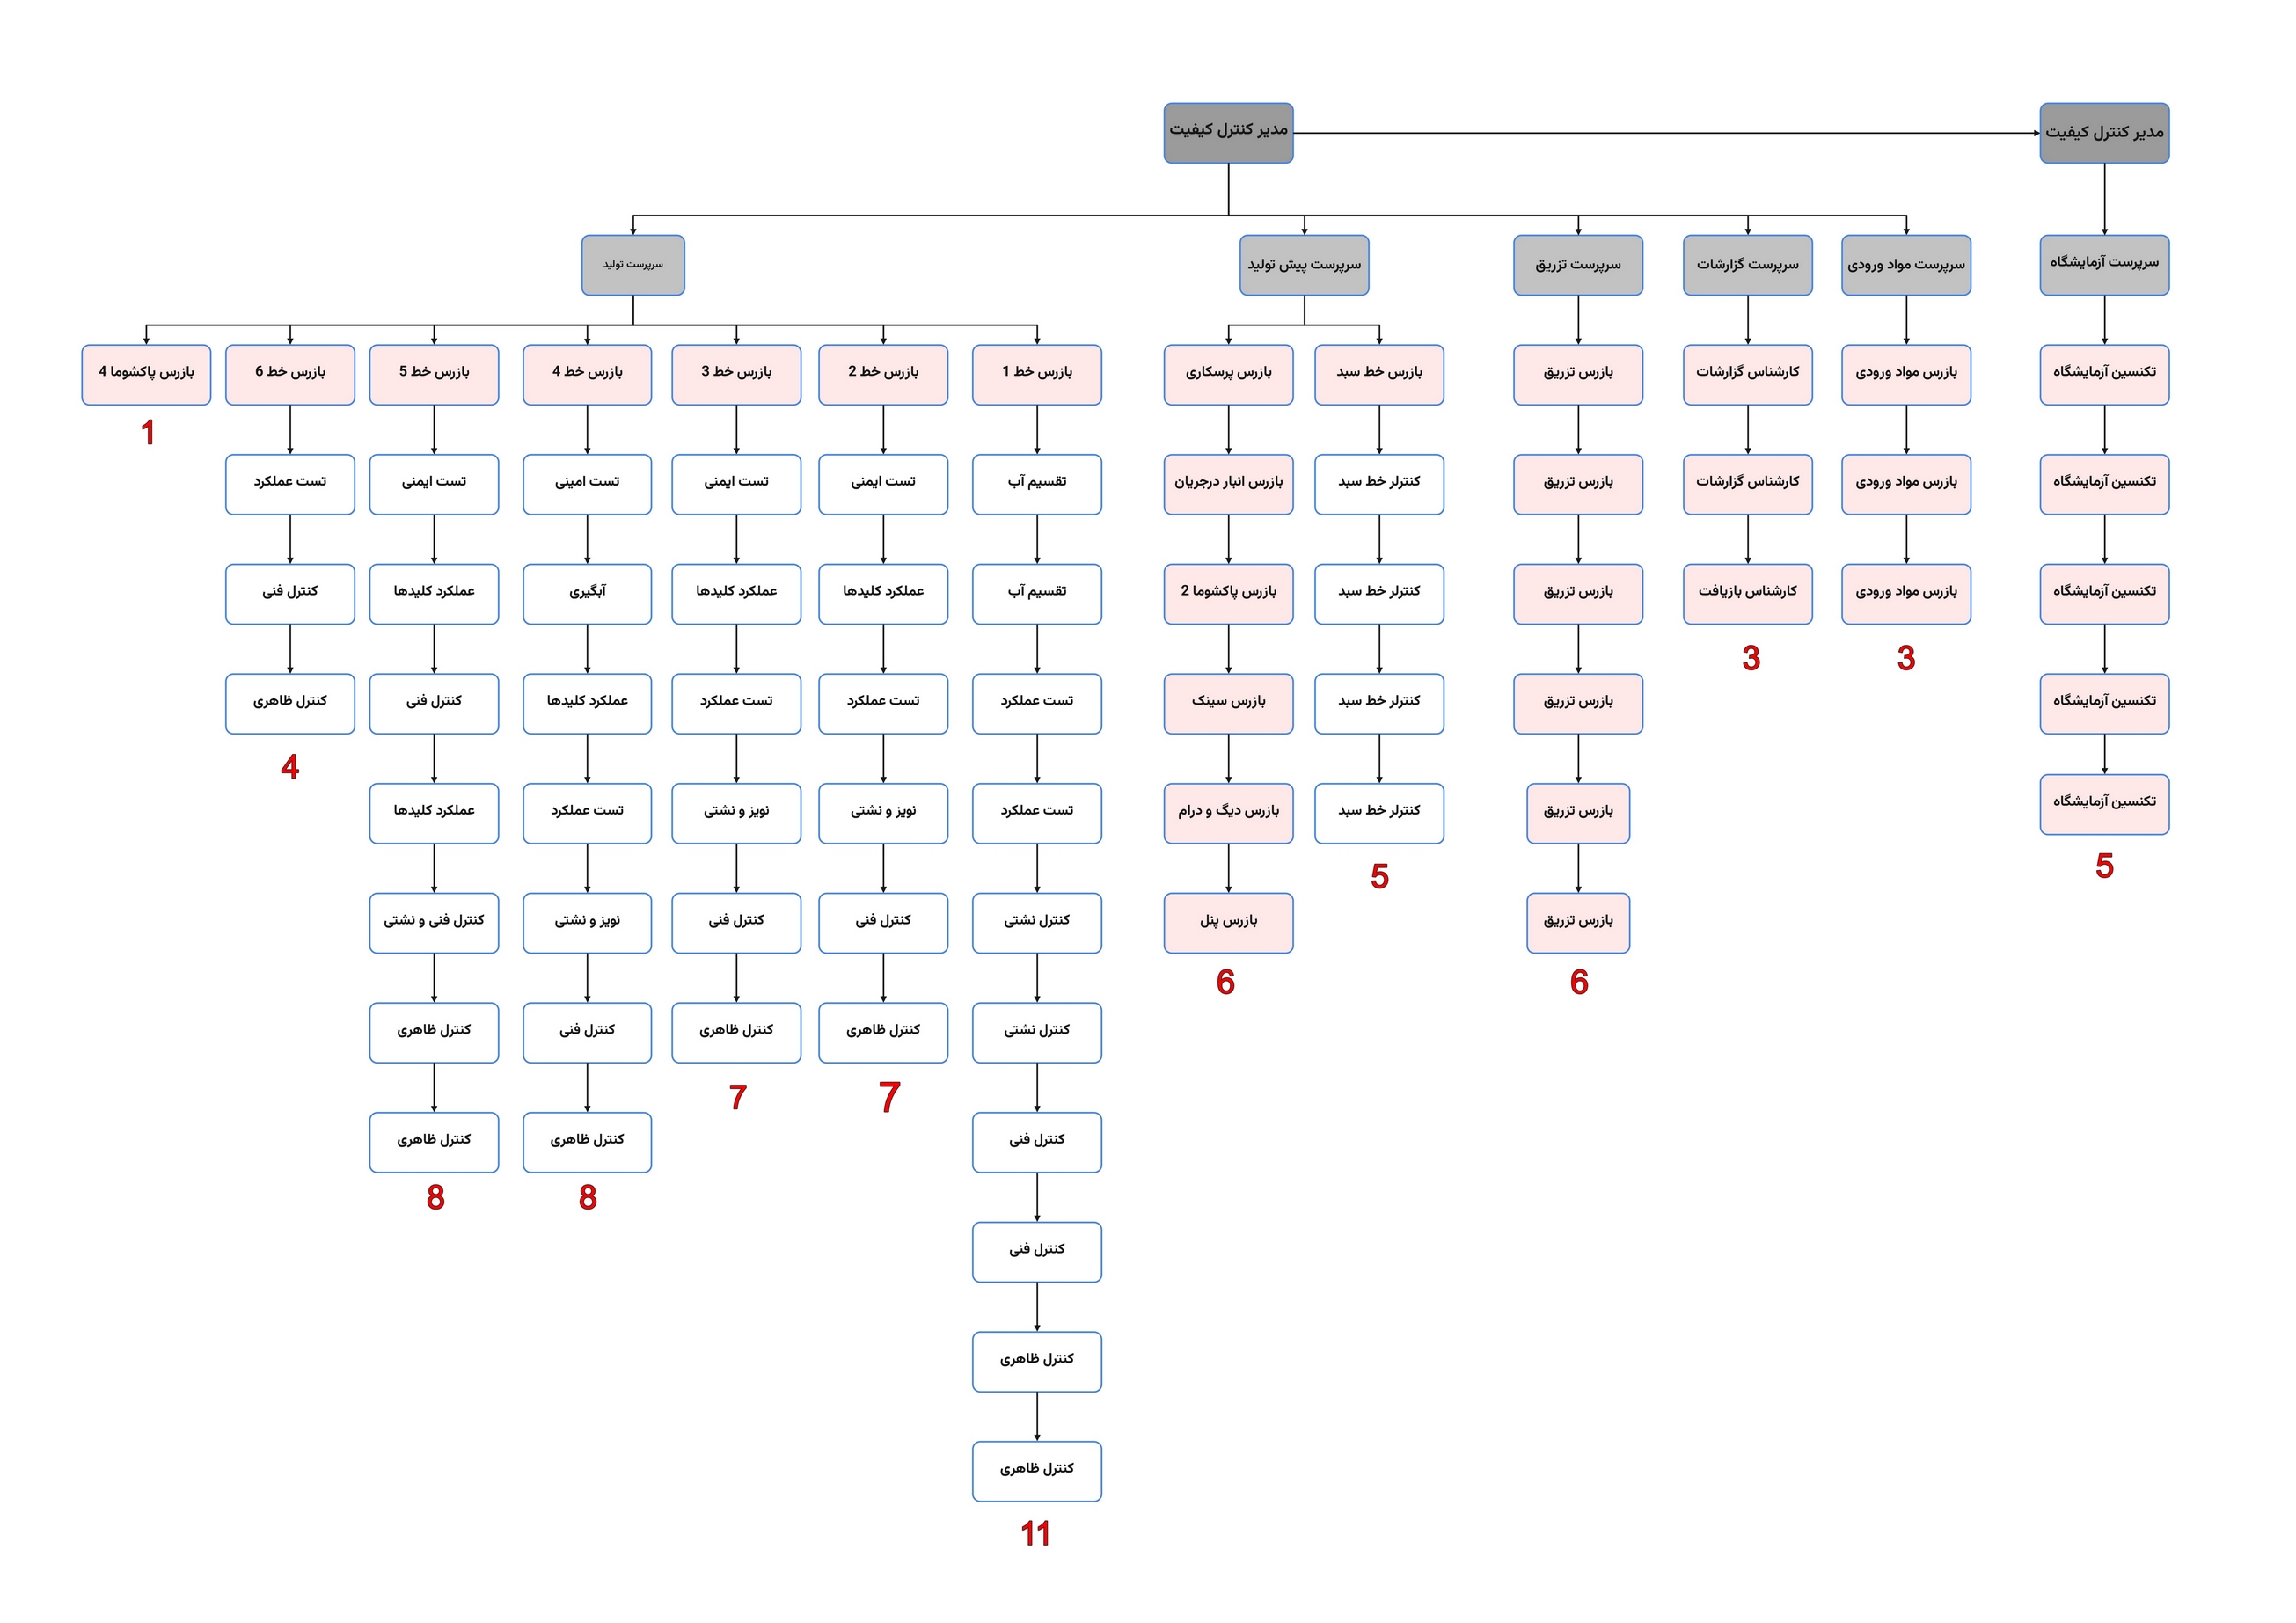 مدیر کنترل کیفیت
مدیر کنترل کیفیت
سرپرست آزمایشگاه
سرپرست مواد ورودی
سرپرست گزارشات
سرپرست تزریق
سرپرست پیش تولید
سرپرست تولید
تکنسین آزمایشگاه
تکنسین آزمایشگاه
تکنسین آزمایشگاه
تکنسین آزمایشگاه
تکنسین آزمایشگاه
5
بازرس مواد ورودی
بازرس مواد ورودی
بازرس مواد ورودی
3
کارشناس گزارشات
کارشناس گزارشات
کارشناس بازیافت
3
بازرس تزریق
بازرس تزریق
بازرس تزریق
بازرس تزریق
بازرس تزریق
بازرس تزریق
6
بازرس خط سبد
کنترلر خط سبد
کنترلر خط سبد
کنترلر خط سبد
کنترلر خط سبد
5
بازرس پرسکاری
بازرس انبار درجریان
بازرس پاکشوما 2
بازرس سینک
بازرس دیگ و درام
بازرس پنل
6
بازرس خط 1
تقسیم آب
تقسیم آب
تست عملکرد
تست عملکرد
کنترل نشتی
کنترل نشتی
کنترل فنی
کنترل فنی
کنترل ظاهری
کنترل ظاهری
11
بازرس خط 2
تست ایمنی
عملکرد کلیدها
تست عملکرد
نویز و نشتی
کنترل فنی
کنترل ظاهری
7
بازرس خط 3
تست ایمنی
عملکرد کلیدها
تست عملکرد
نویز و نشتی
کنترل فنی
کنترل ظاهری
7
بازرس خط 4
تست امینی
آبگیری
عملکرد کلیدها
تست عملکرد
نویز و نشتی
کنترل فنی
کنترل ظاهری
8
بازرس خط 5
تست ایمنی
عملکرد کلیدها
کنترل فنی
عملکرد کلیدها
کنترل فنی و نشتی
کنترل ظاهری
کنترل ظاهری
8
بازرس خط 6
تست عملکرد
کنترل فنی
کنترل ظاهری
4
بازرس پاکشوما 4
1